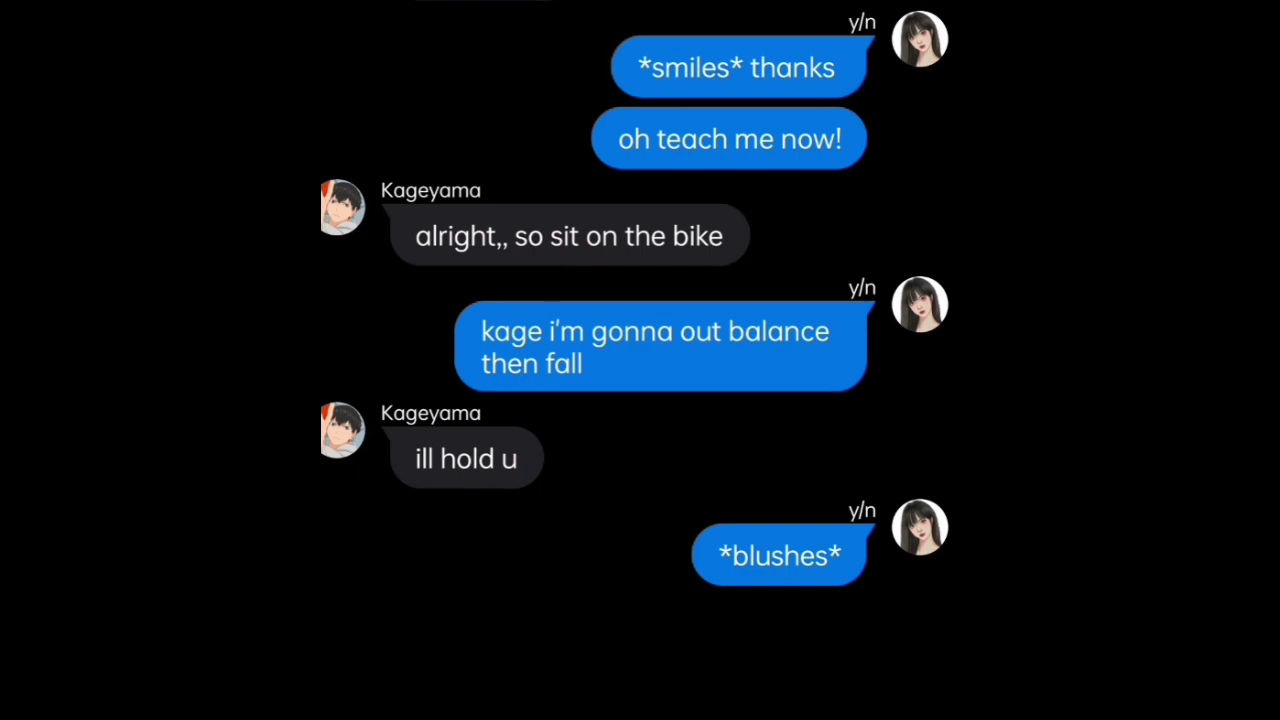 y/n
*smiles* thanks
oh teach me now!
Kageyama
alright,, so sit on the bike
y/n
kage i'm gonna out balance
then fall
Kageyama
ill hold u
y/n
*blushes*